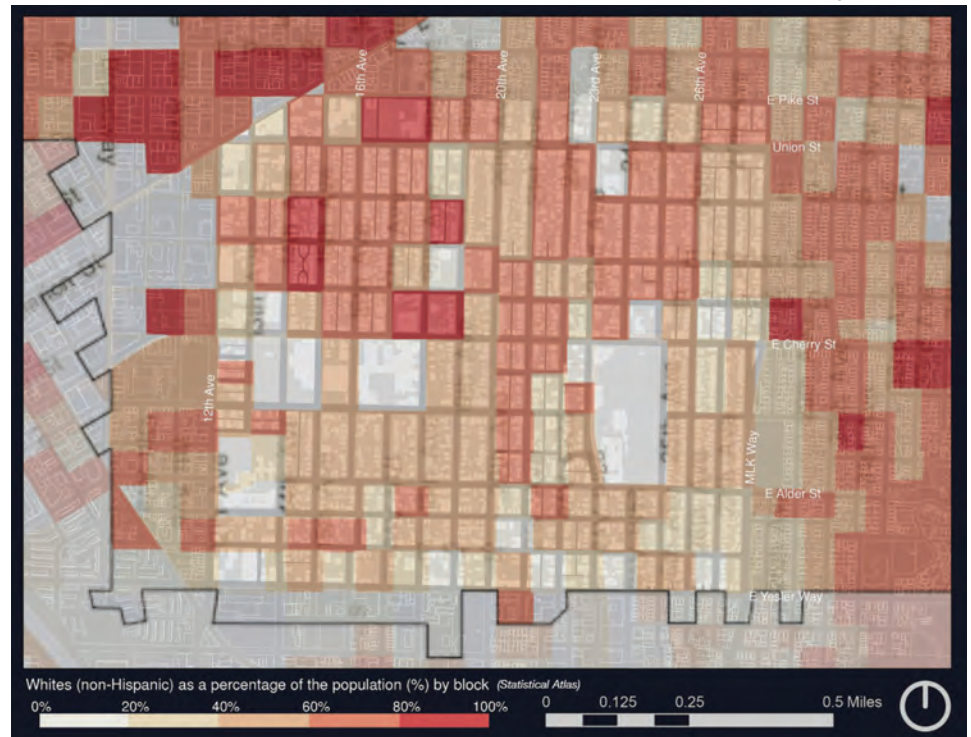 16th Ave
20th Ave
23rd Ave
26th Ave
E Pike St
Union St
E Cherry St
12th Ave
MLK Way
E Alder St
E Yesler Way
Whites (non-Hispanic) as a percentage of the population (%) by block (Statistical Atlas)
0% 20% 40% 60% 80% 100%
0 0.125 0.25 0.5 Miles